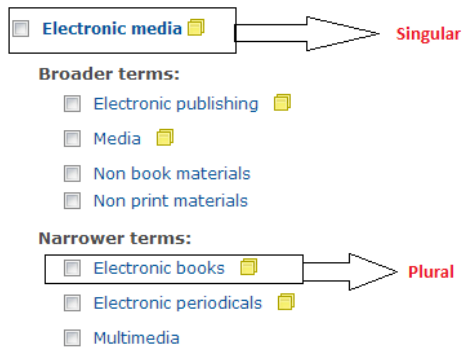 Electronic media
Singular
Broader terms:
Electronic publishing
Media
Non book materials
Non print materials
Narrower terms:
Electronic books
Plural
Electronic periodicals
Multimedia